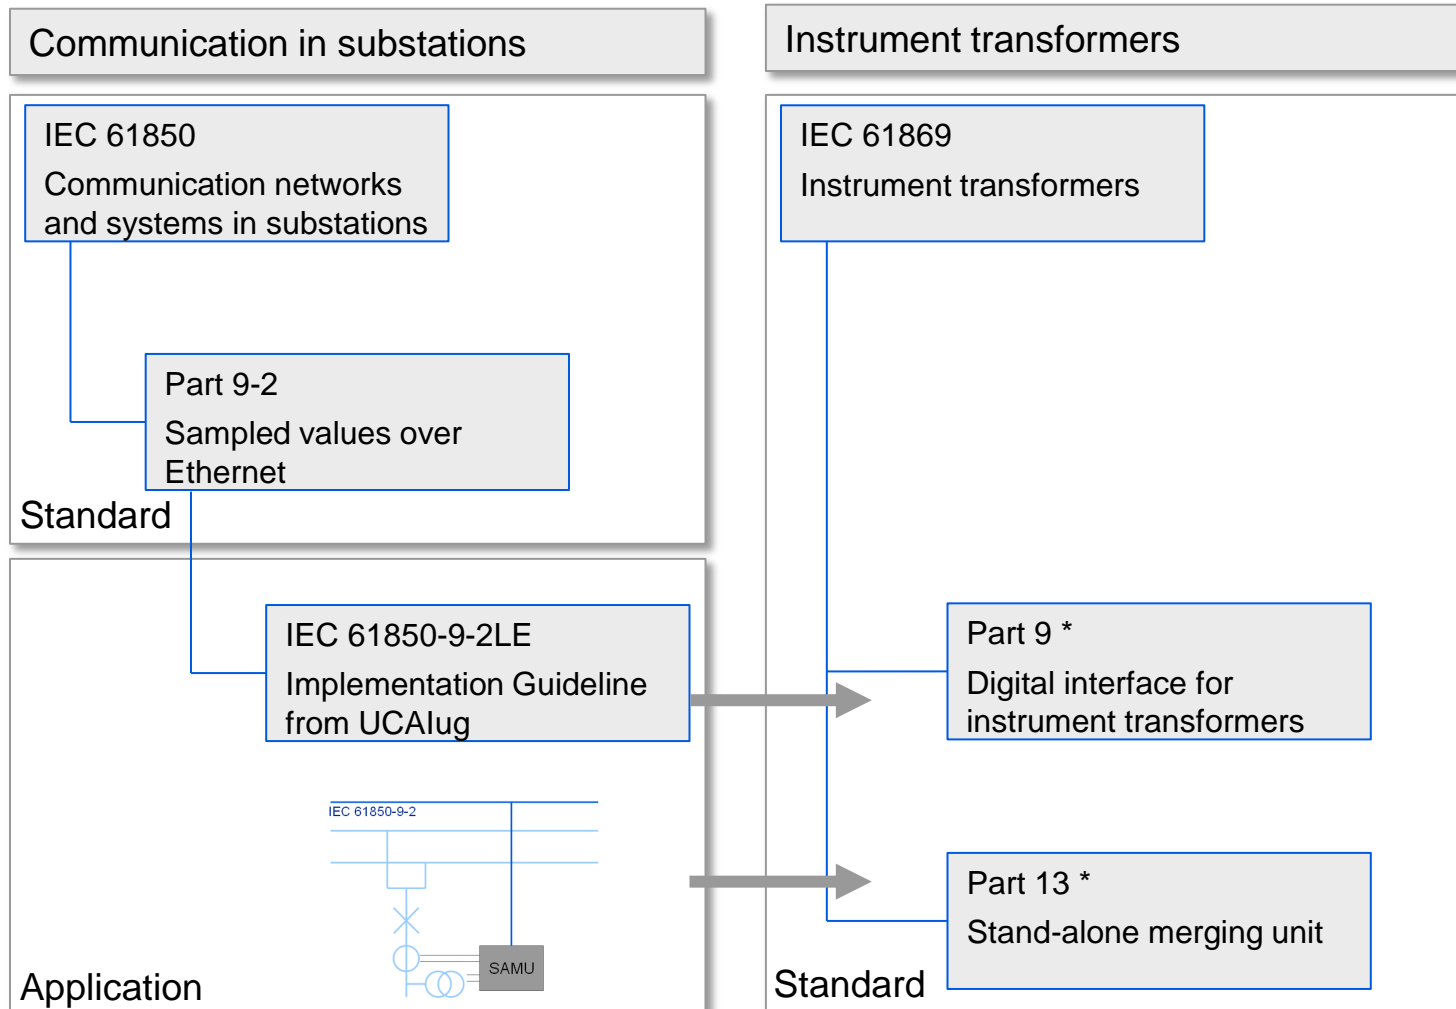 Communication in substations
IEC 61850
Communication networks
and systems in substations
Part 9-2
Sampled values over
Ethernet
Standard
IEC 61850-9-2LE
Implementation Guideline
from UCAIug
IEC 61850-9-2
SAMU
Application
Instrument transformers
IEC 61869
Instrument transformers
Part 9 *
Digital interface for
instrument transformers
Part 13 *
Stand-alone merging unit
Standard